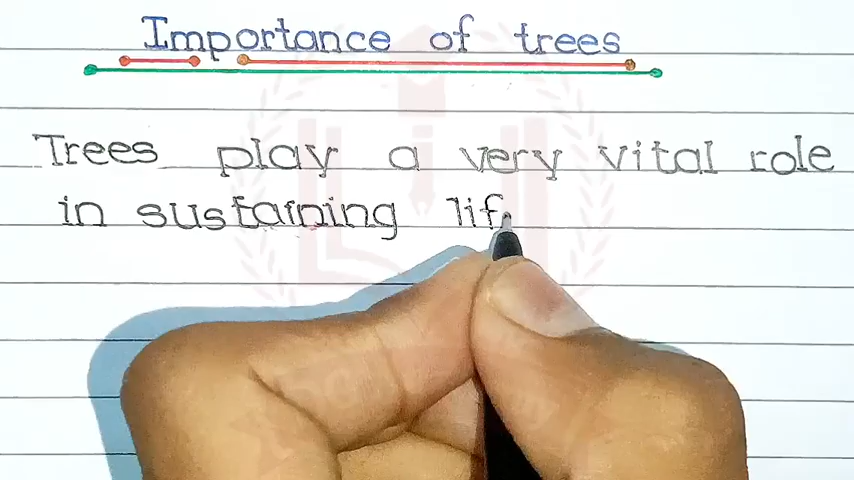 Importance of trees
Trees play a very vital role
in sustaining lif